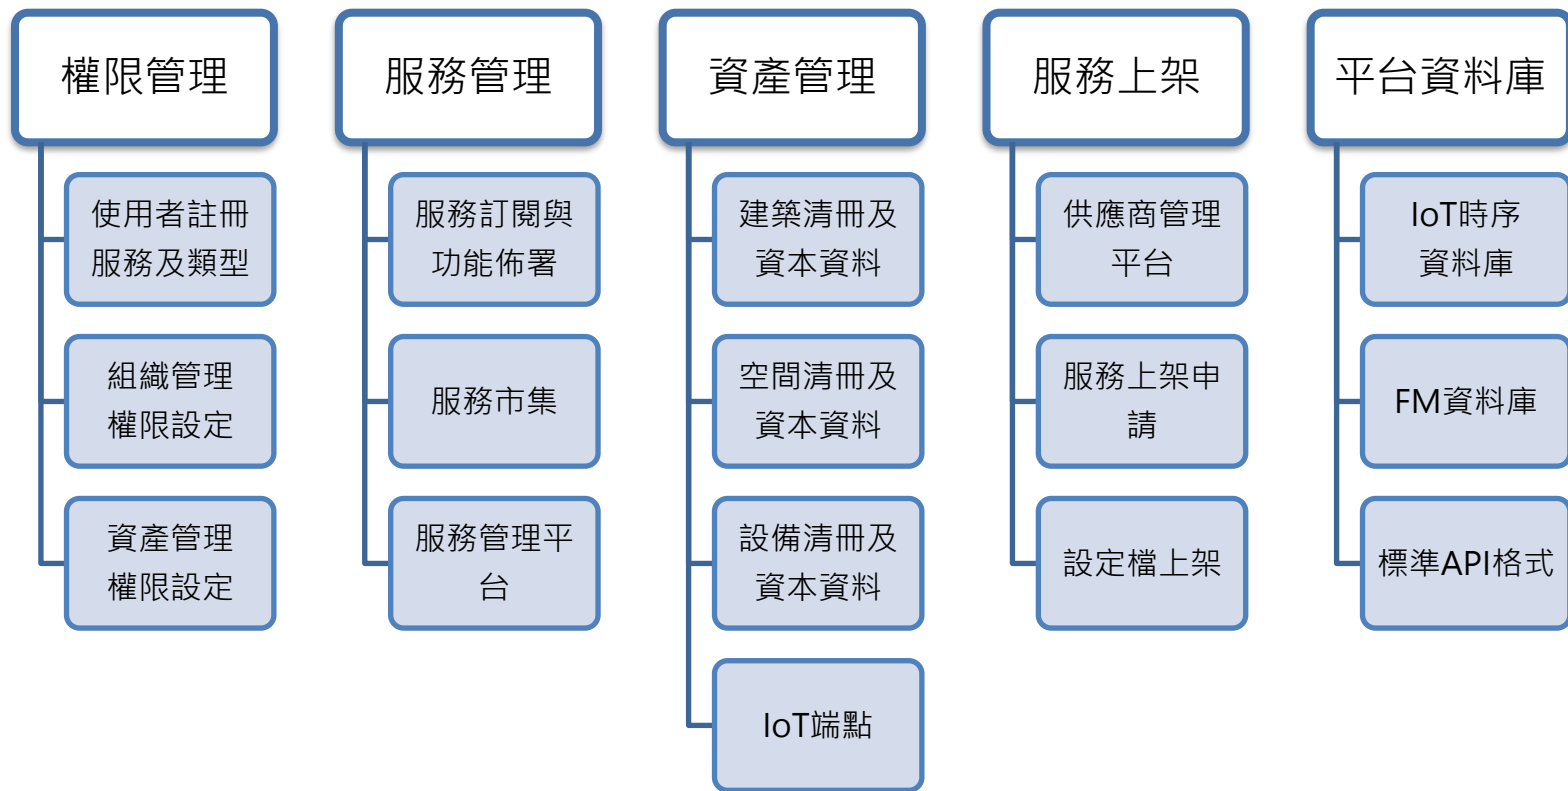 權限管理
使用者註冊
服務及類型
組織管理
權限設定
資產管理
權限設定
服務管理
服務訂閱與
功能佈署
服務市集
服務管理平
台
資產管理
建築清冊及
資本資料
空間清冊及
資本資料
設備清冊及
資本資料
IoT端點
服務上架
供應商管理
平台
服務上架申
請
設定檔上架
平台資料庫
IoT時序
資料庫
FM資料庫
標準API格式